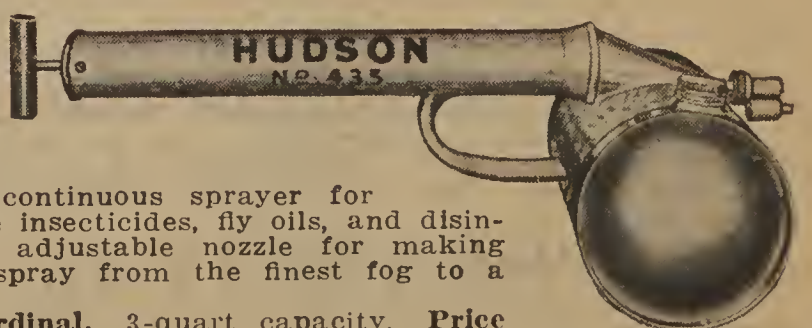 HUDSON
NO. 435
continuous sprayer for
insecticides, fly oils, and disin-
adjustable nozzle for making
spray from the finest fog to a
rdinal. 3-quart capacity. Price